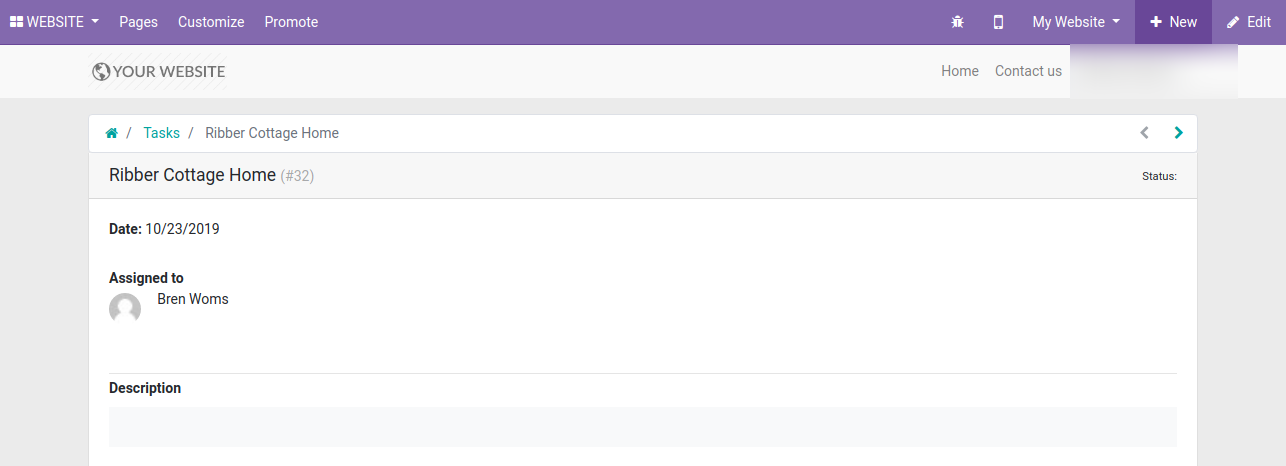 WEBSITE Pages Customize Promote My Website New Edit
YOUR WEBSITE Home Contact us
/ Tasks / Ribber Cottage Home
Ribber Cottage Home (#32) Status:
Date: 10/23/2019
Assigned to
Bren Woms
Description